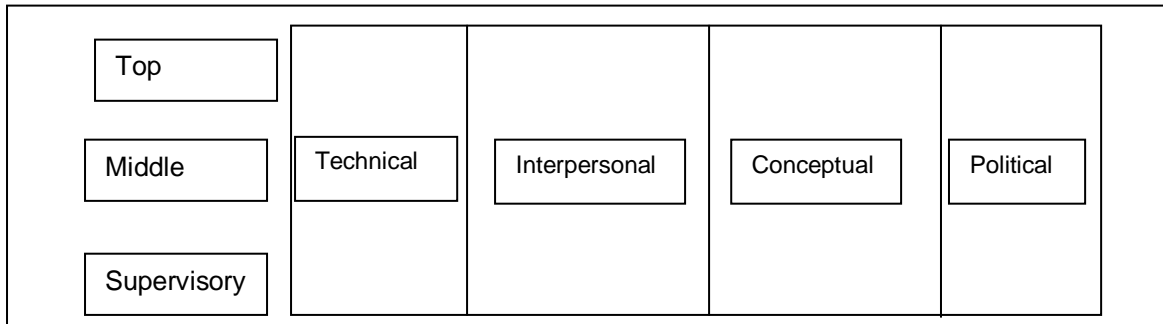 Top
Middle
Technical
Interpersonal
Conceptual
Political
Supervisory